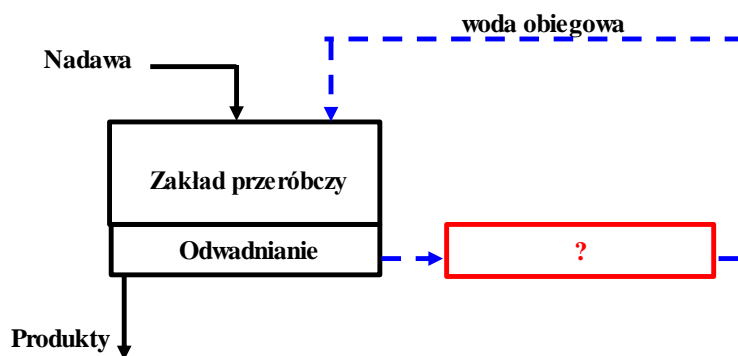 woda obiegowa
Nadawa
Zakład przeróbczy
Odwadnianie
?
Produkty